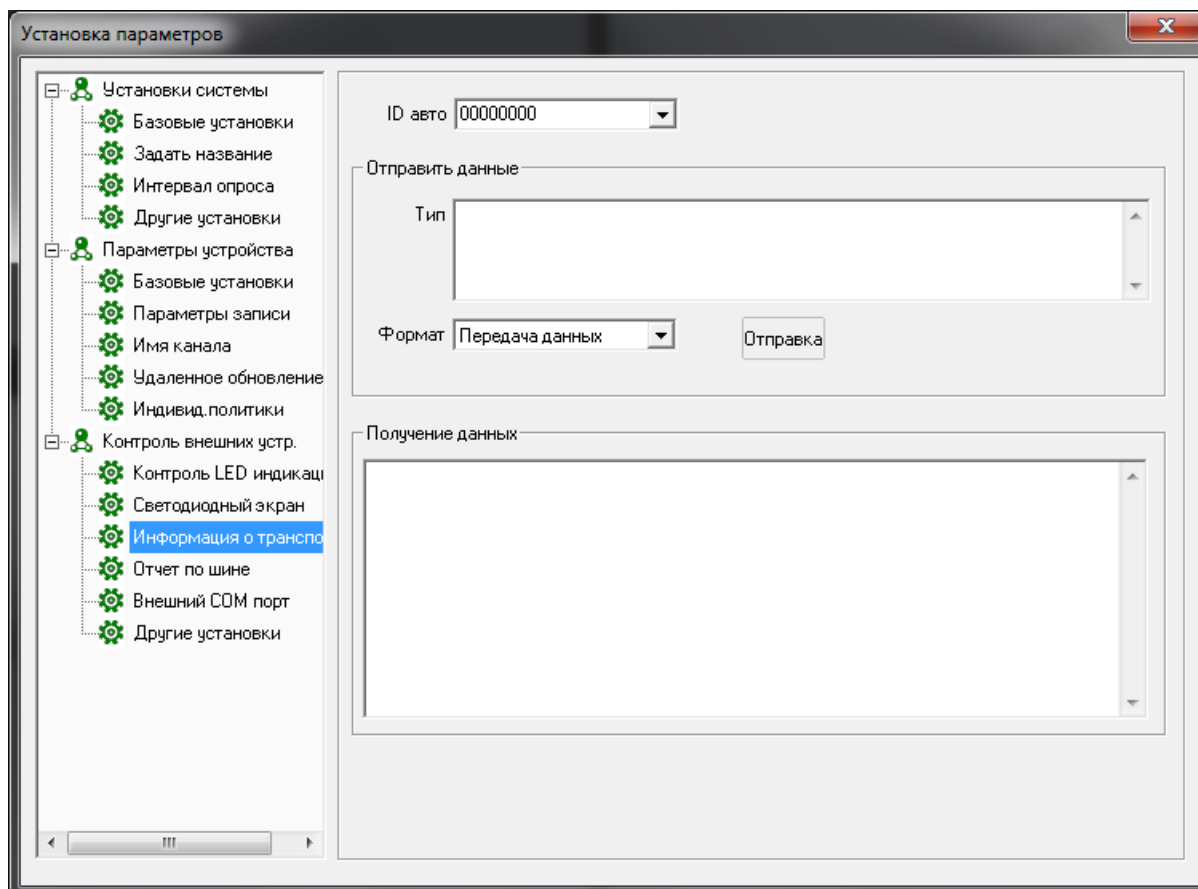 Установка параметров
Установки системы
Базовые установки
Задать название
Интервал опроса
Другие установки
Параметры устройства
Базовые установки
Параметры записи
Имя канала
Удаленное обновление
Индивид.политики
Контроль внешних устр.
Контроль LED индикаци
Светодиодный экран
Информация о транспо
Отчет по шине
Внешний COM порт
Другие установки
ID авто 00000000
Отправить данные
Тип
Формат Передача данных Отправка
Получение данных